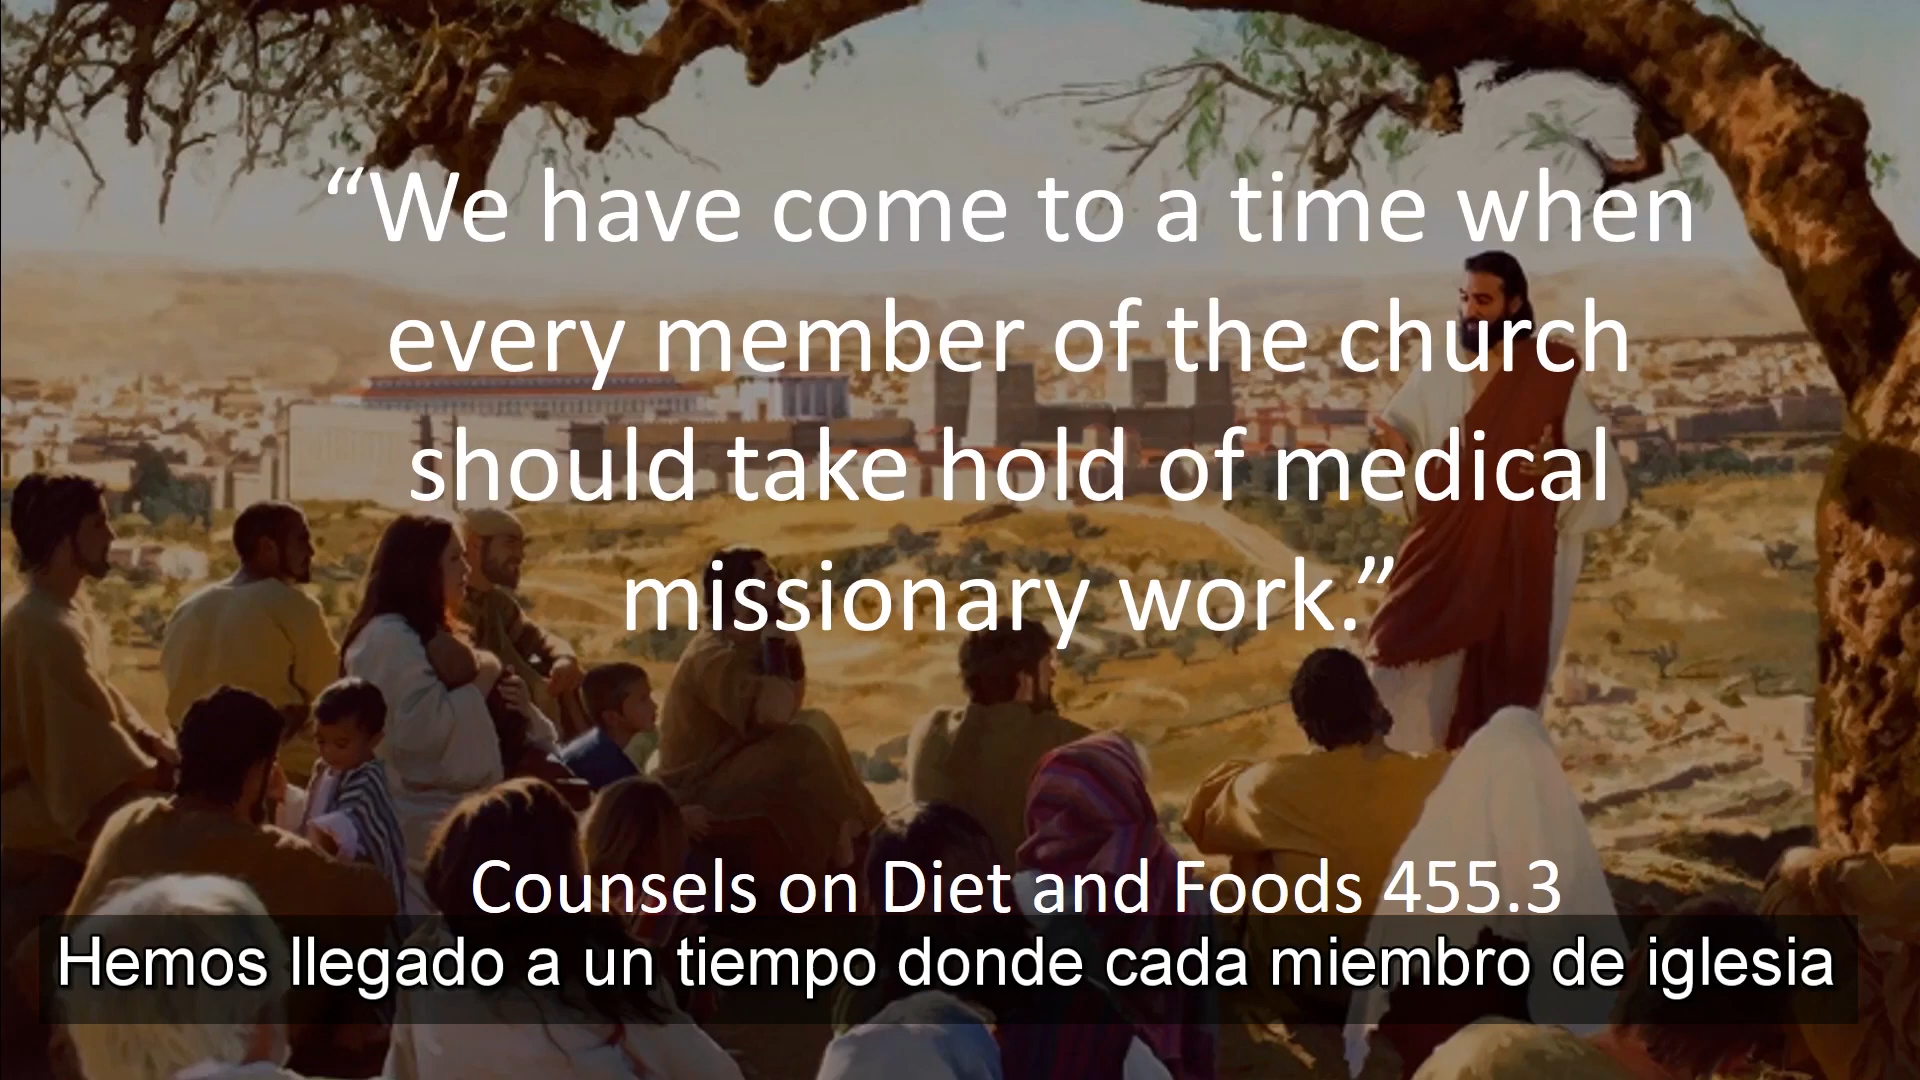 “We have come to a time when
every member of the church
should take hold of medical
missionary work.”
Counsels on Diet and Foods 455.3
Hemos llegado a un tiempo donde cada miembro de iglesia